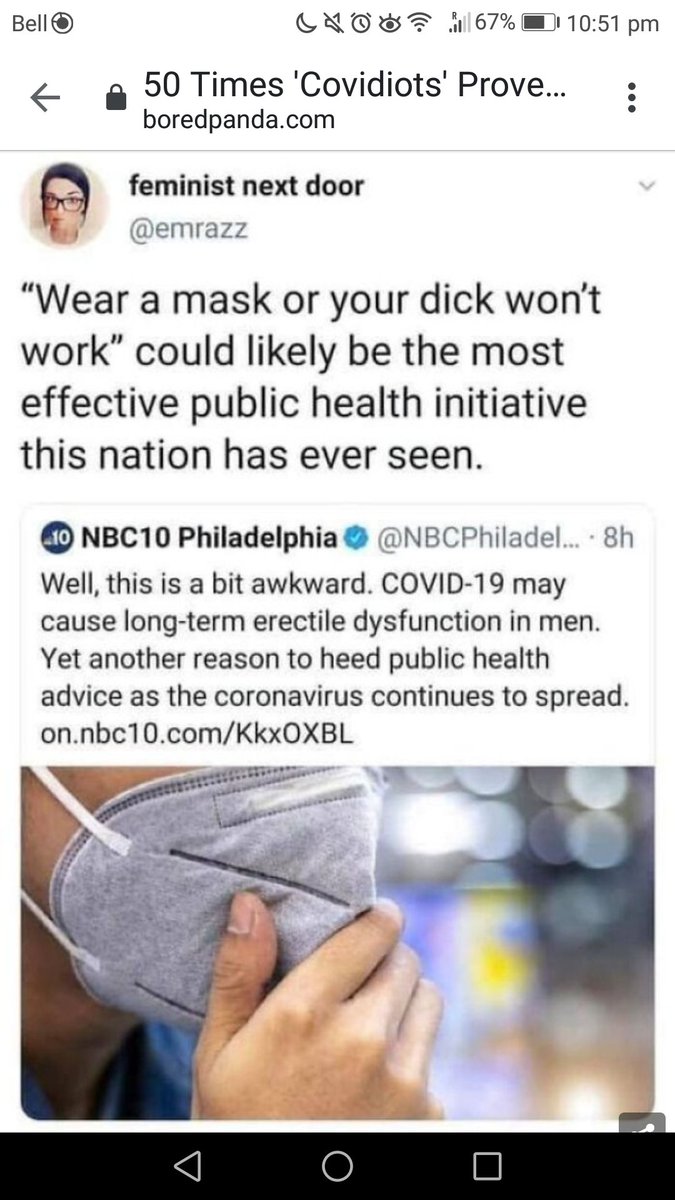 Bell R 67% 10:51 pm
50 Times 'Covidiots' Prove...
boredpanda.com
feminist next door
@emrazz
“Wear a mask or your dick won’t
work” could likely be the most
effective public health initiative
this nation has ever seen.
10 NBC10 Philadelphia @NBCPhiladel... · 8h
Well, this is a bit awkward. COVID-19 may
cause long-term erectile dysfunction in men.
Yet another reason to heed public health
advice as the coronavirus continues to spread.
on.nbc10.com/KkxOXBL